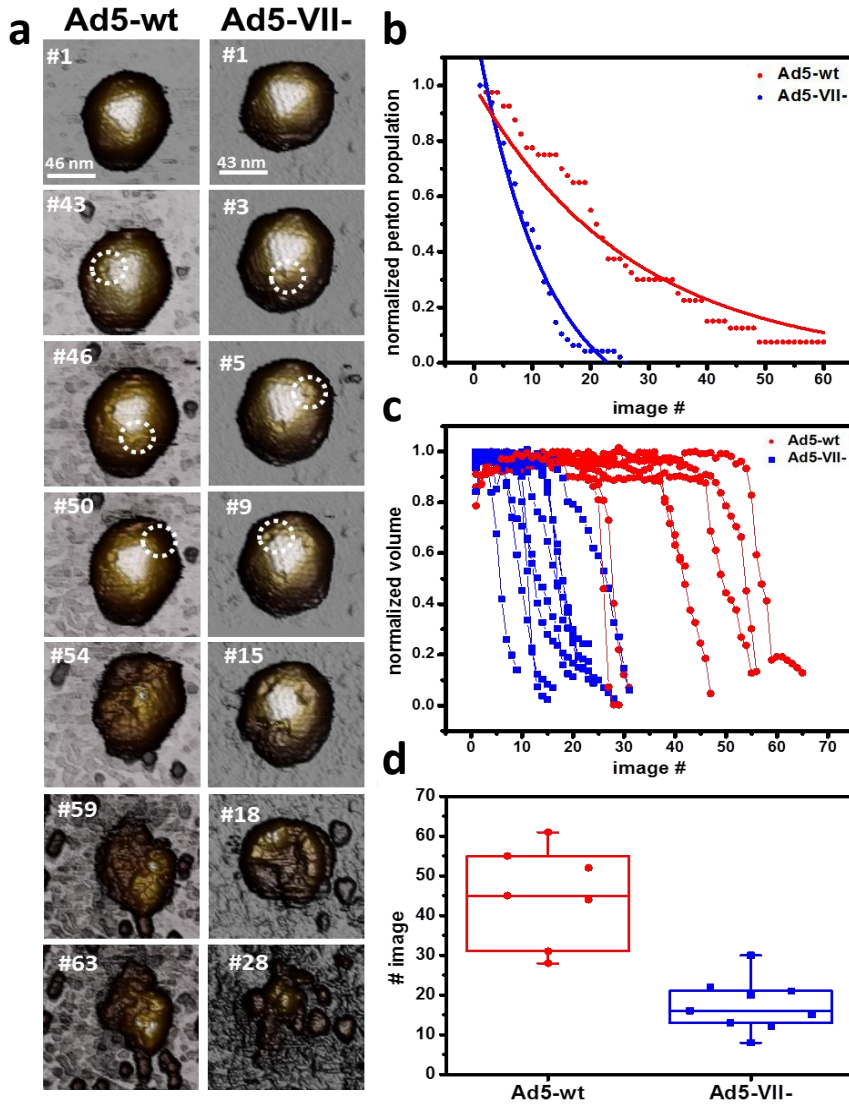 a
Ad5-wt Ad5-VII-
#1 #1
46 nm 43 nm
#43 #3
#46 #5
#50 #9
#54 #15
#59 #18
#63 #28
b
normalized penton population
1.0
0.8
0.6
0.4
0.2
0.0
Ad5-wt
Ad5-VII-
0 10 20 30 40 50 60
image #
c
normalized volume
1.0
0.8
0.6
0.4
0.2
0.0
Ad5-wt
Ad5-VII-
0 10 20 30 40 50 60 70
image #
d
# image
70
60
50
40
30
20
10
0
Ad5-wt Ad5-VII-